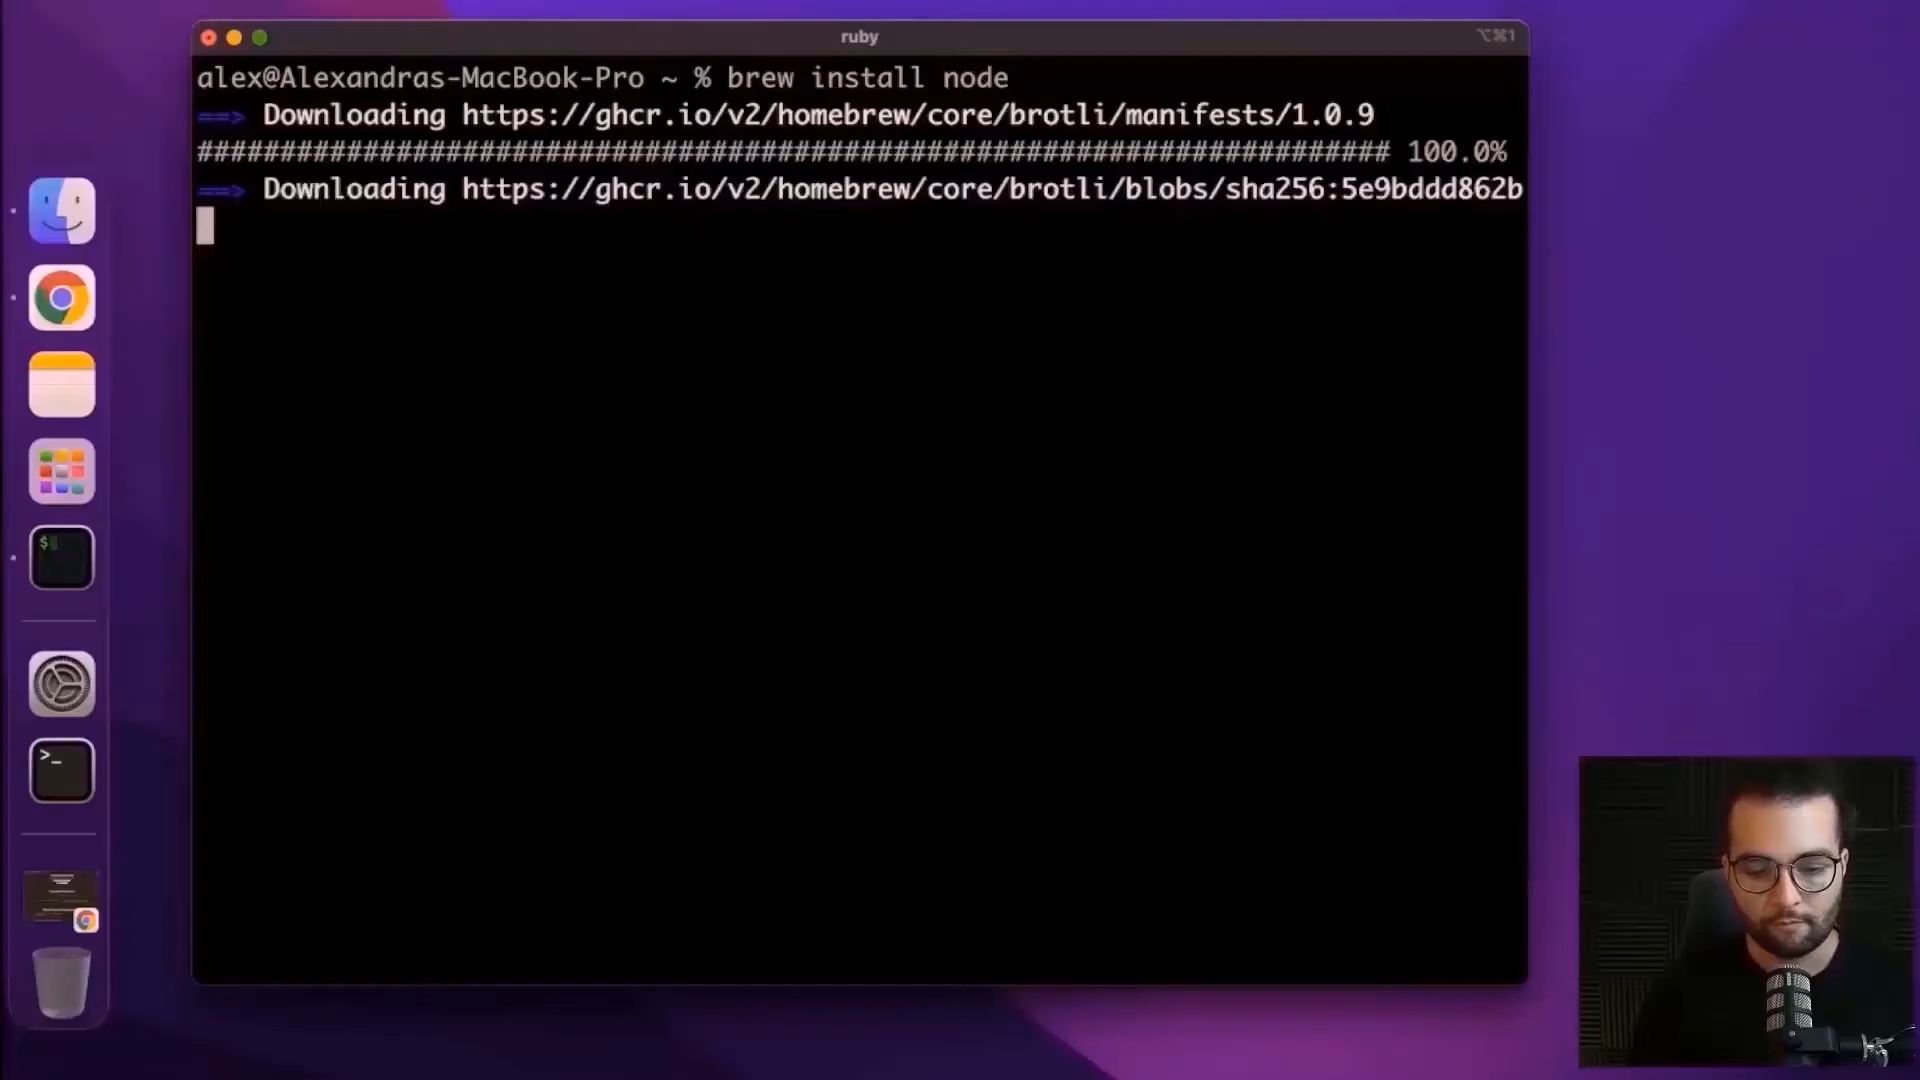 ruby
⌥⌘1
alex@Alexandras-MacBook-Pro ~ % brew install node
==> Downloading https://ghcr.io/v2/homebrew/core/brotli/manifests/1.0.9
######################################################################## 100.0%
==> Downloading https://ghcr.io/v2/homebrew/core/brotli/blobs/sha256:5e9bddd862b
$
>_